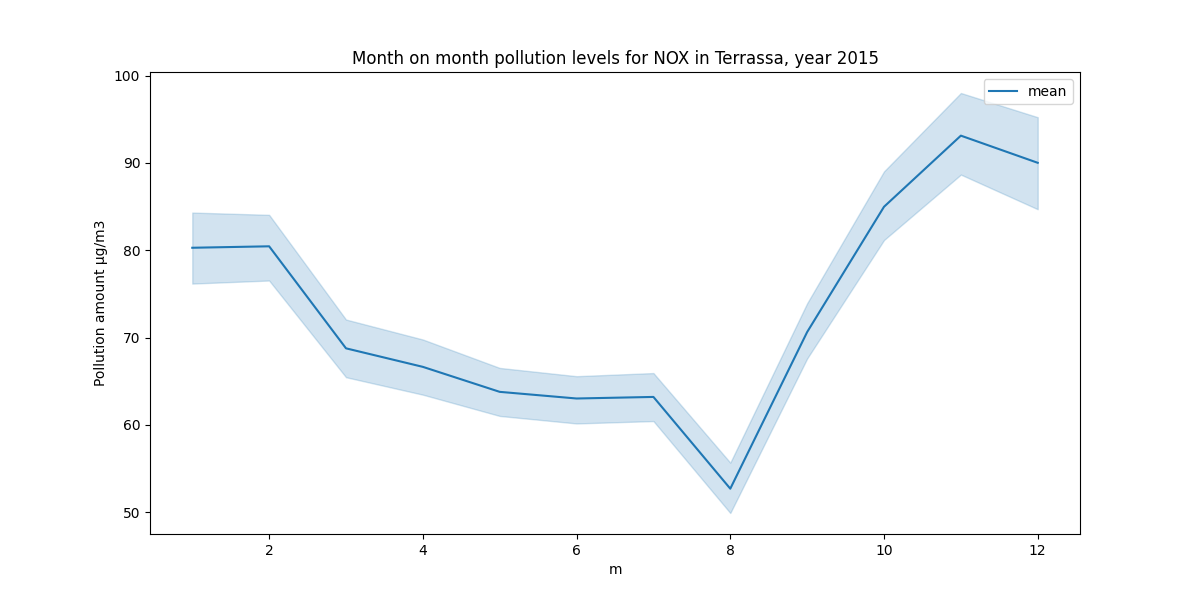 Month on month pollution levels for NOX in Terrassa, year 2015
mean
Pollution amount µg/m3
100
90
80
70
60
50
2 4 6 8 10 12
m